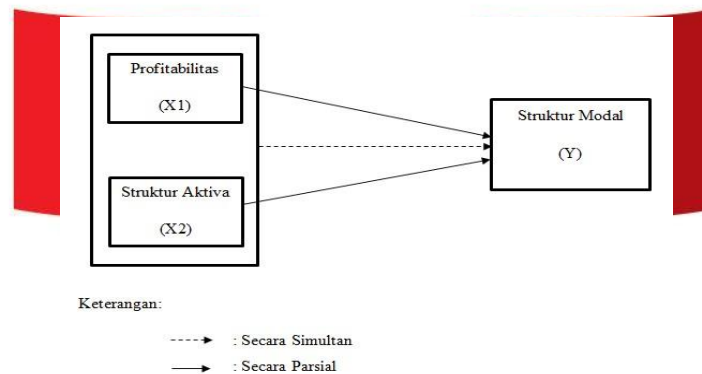 Profitabilitas
(X1)
Struktur Modal
(Y)
Struktur Aktiva
(X2)
Keterangan:
: Secara Simultan
: Secara Parsial